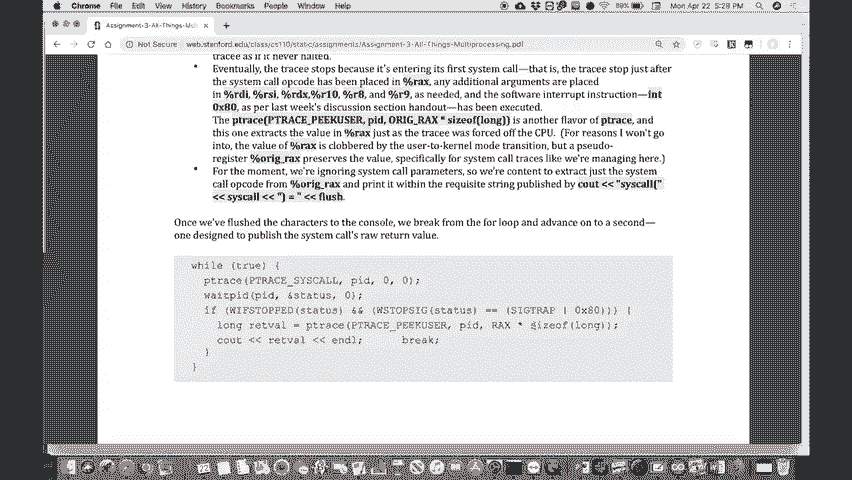 Chrome File Edit View History Bookmarks People Window Help
89% Mon Apr 22 5:29 PM
Assignment-3-All-Things-Mult
Not Secure web.stanford.edu/class/cs110/static/assignments/Assignment-3-All-Things-Multiprocessing.pdf
tracee as if it never halted.
• Eventually, the tracee stops because it's entering its first system call—that is, the tracee stop just after
the system call opcode has been placed in %rax, any additional arguments are placed
in %rdi, %rsi, %rdx,%r10, %r8, and %r9, as needed, and the software interrupt instruction—int
0x80, as per last week's discussion section handout—has been executed.
The ptrace(PTRACE_PEEKUSER, pid, ORIG_RAX * sizeof(long)) is another flavor of ptrace, and
this one extracts the value in %rax just as the tracee was forced off the CPU. (For reasons I won't go
into, the value of %rax is clobbered by the user-to-kernel mode transition, but a pseudo-
register %orig_rax preserves the value, specifically for system call traces like we're managing here.)
• For the moment, we're ignoring system call parameters, so we're content to extract just the system
call opcode from %orig_rax and print it within the requisite string published by cout << "syscall("
<< syscall << ") = " << flush.
Once we've flushed the characters to the console, we break from the for loop and advance on to a second—
one designed to publish the system call's raw return value.
while (true) {
ptrace(PTRACE_SYSCALL, pid, 0, 0);
waitpid(pid, &status, 0);
if (WIFSTOPPED(status) && (WSTOPSIG(status) == (SIGTRAP | 0x80))) {
long retval = ptrace(PTRACE_PEEKUSER, pid, RAX * sizeof(long));
cout << retval << endl; break;
}
}